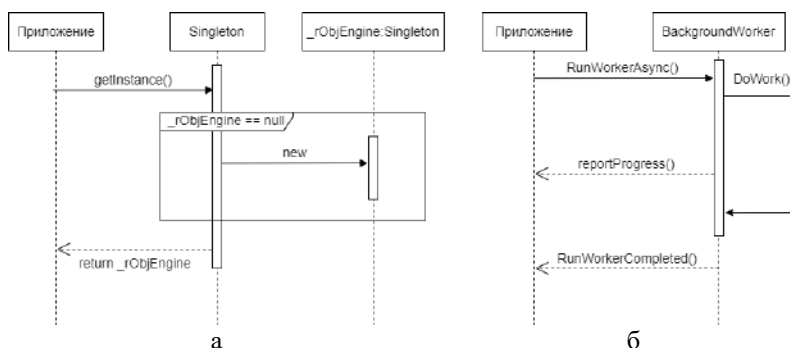 Приложение
Singleton
_rObjEngine:Singleton
getInstance()
_rObjEngine == null
new
return _rObjEngine
а
Приложение
BackgroundWorker
RunWorkerAsync()
DoWork()
reportProgress()
RunWorkerCompleted()
б